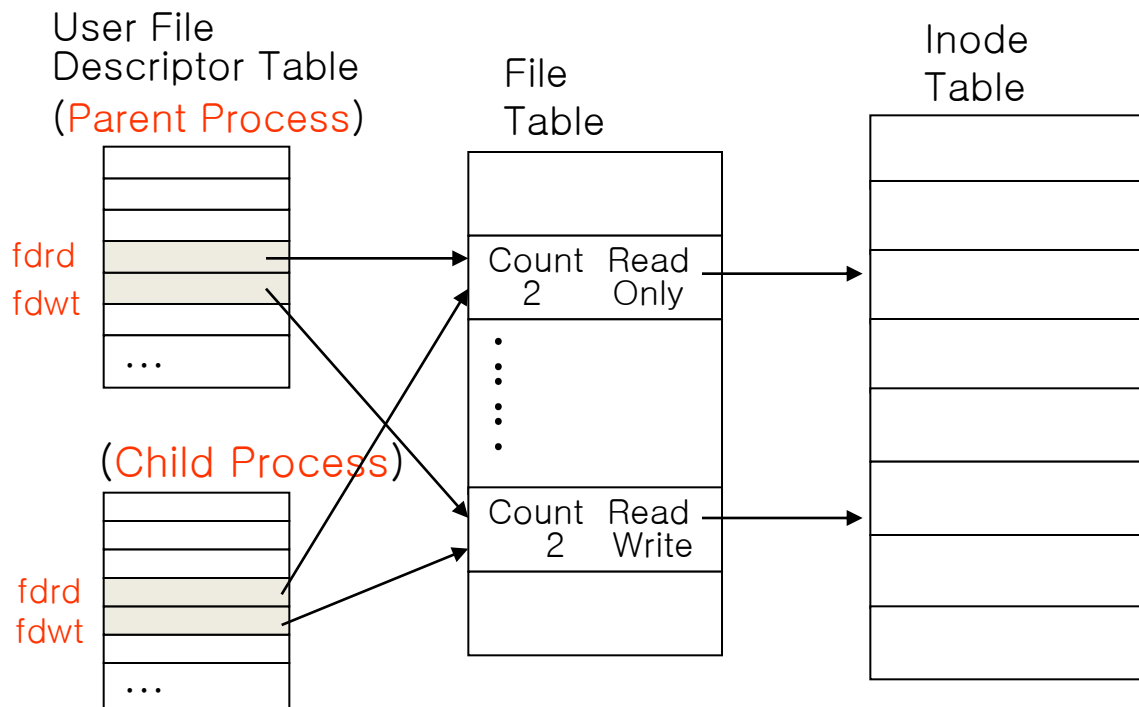 User File
Descriptor Table
(Parent Process)
fdrd
fdwt
...
(Child Process)
fdrd
fdwt
...
File
Table
Count Read
2 Only
Count Read
2 Write
Inode
Table